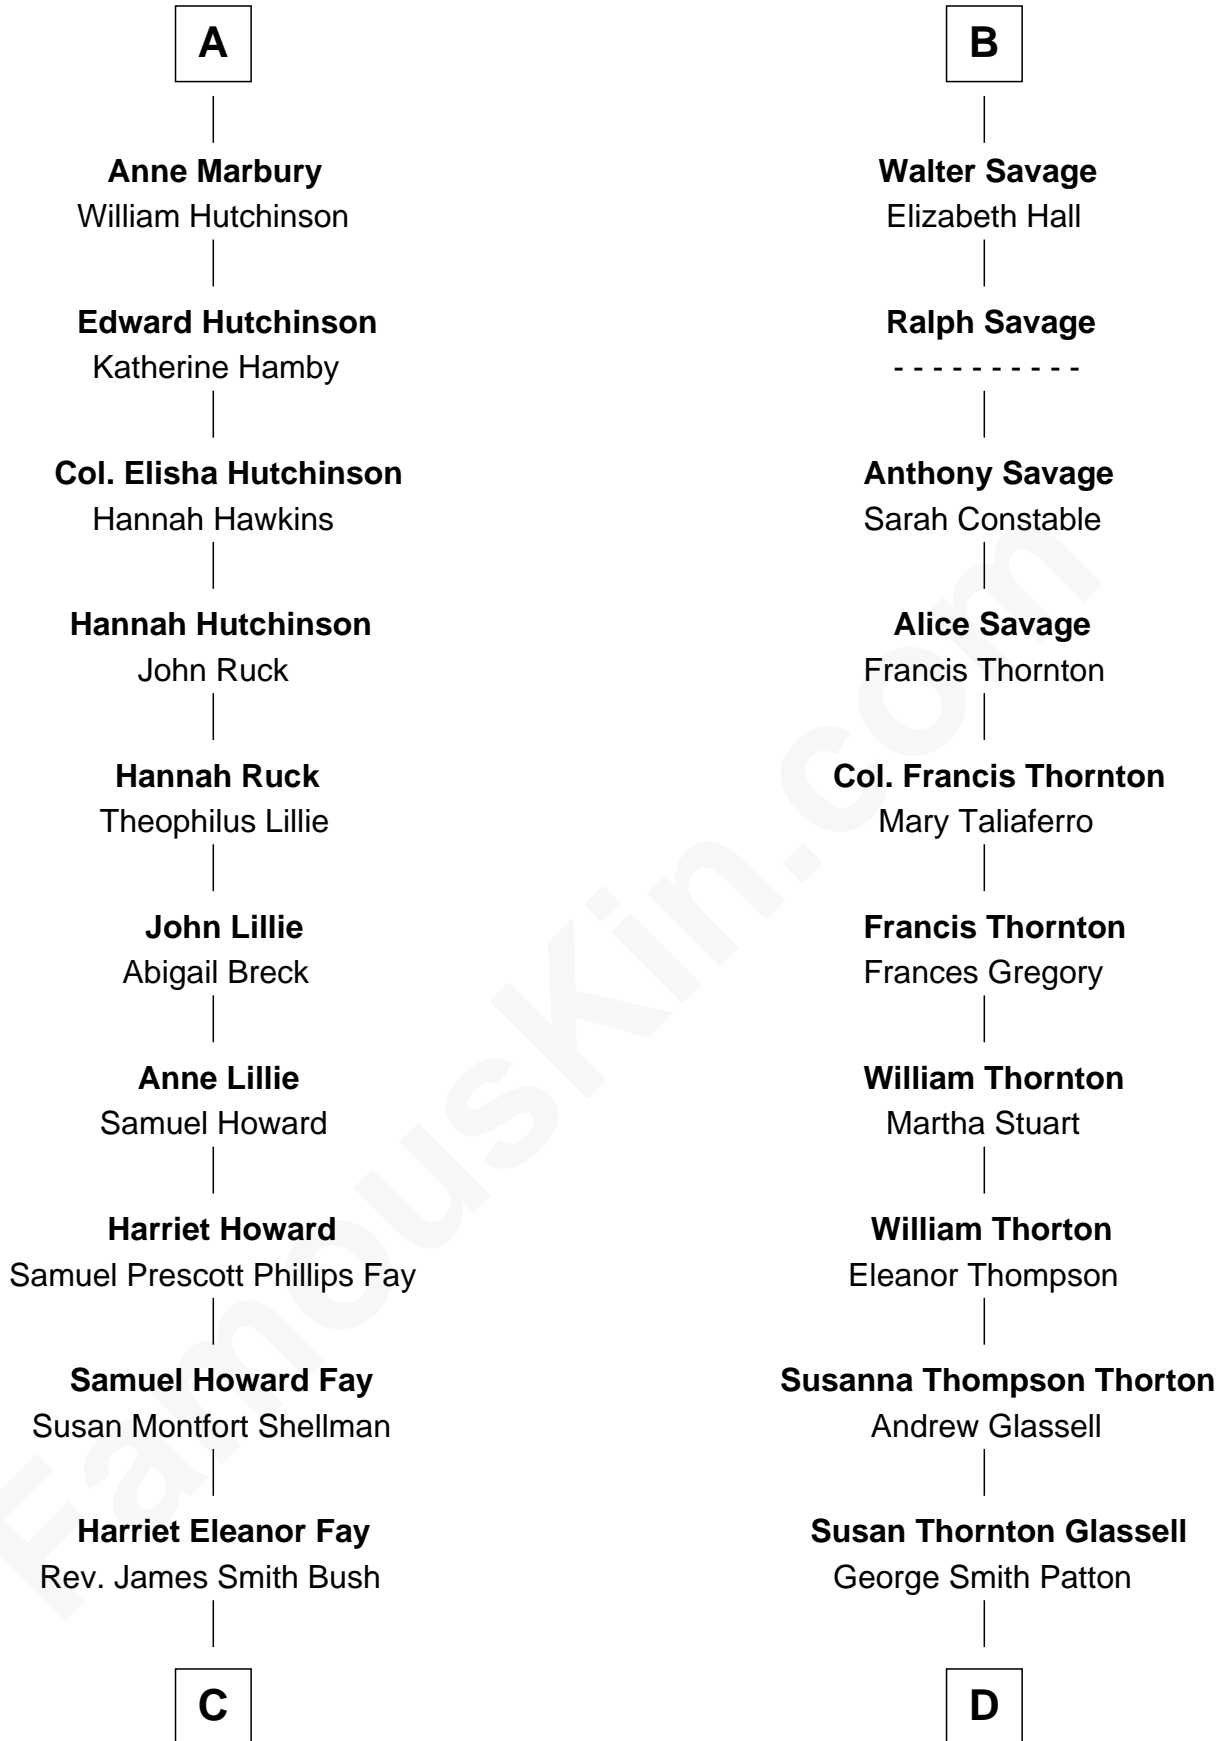 A
Anne Marbury
William Hutchinson
Edward Hutchinson
Katherine Hamby
Col. Elisha Hutchinson
Hannah Hawkins
Hannah Hutchinson
John Ruck
Hannah Ruck
Theophilus Lillie
John Lillie
Abigail Breck
Anne Lillie
Samuel Howard
Harriet Howard
Samuel Prescott Phillips Fay
Samuel Howard Fay
Susan Montfort Shellman
Harriet Eleanor Fay
Rev. James Smith Bush
C
B
Walter Savage
Elizabeth Hall
Ralph Savage
- - - - - - - - - -
Anthony Savage
Sarah Constable
Alice Savage
Francis Thornton
Col. Francis Thornton
Mary Taliaferro
Francis Thornton
Frances Gregory
William Thornton
Martha Stuart
William Thorton
Eleanor Thompson
Susanna Thompson Thorton
Andrew Glassell
Susan Thornton Glassell
George Smith Patton
D
FamousKin.com